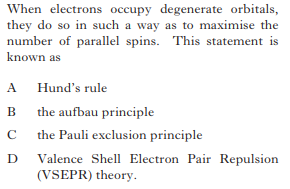 When electrons occupy degenerate orbitals,
they do so in such a way as to maximise the
number of parallel spins. This statement is
known as
A Hund's rule
B the aufbau principle
C the Pauli exclusion principle
D Valence Shell Electron Pair Repulsion
(VSEPR) theory.